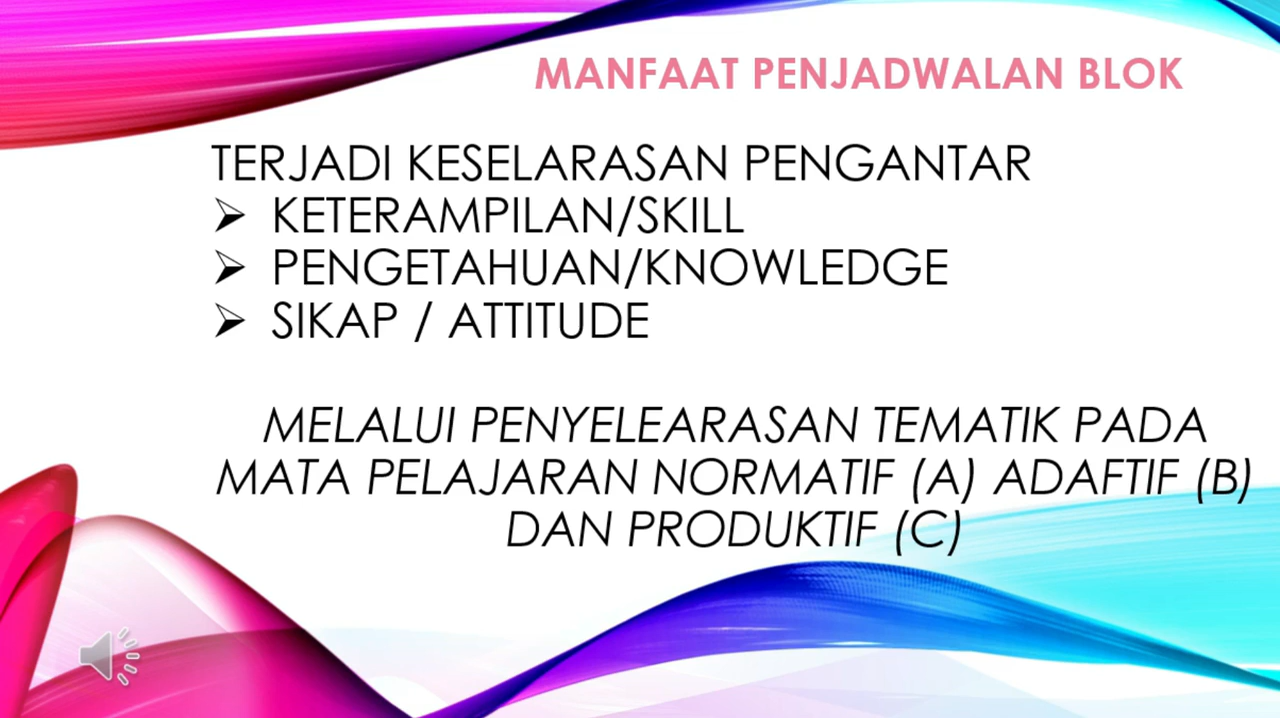 MANFAAT PENJADWALAN BLOK
TERJADI KESELARASAN PENGANTAR
➢ KETERAMPILAN/SKILL
➢ PENGETAHUAN/KNOWLEDGE
➢ SIKAP / ATTITUDE
MELALUI PENYELEARASAN TEMATIK PADA
MATA PELAJARAN NORMATIF (A) ADAFTIF (B)
DAN PRODUKTIF (C)